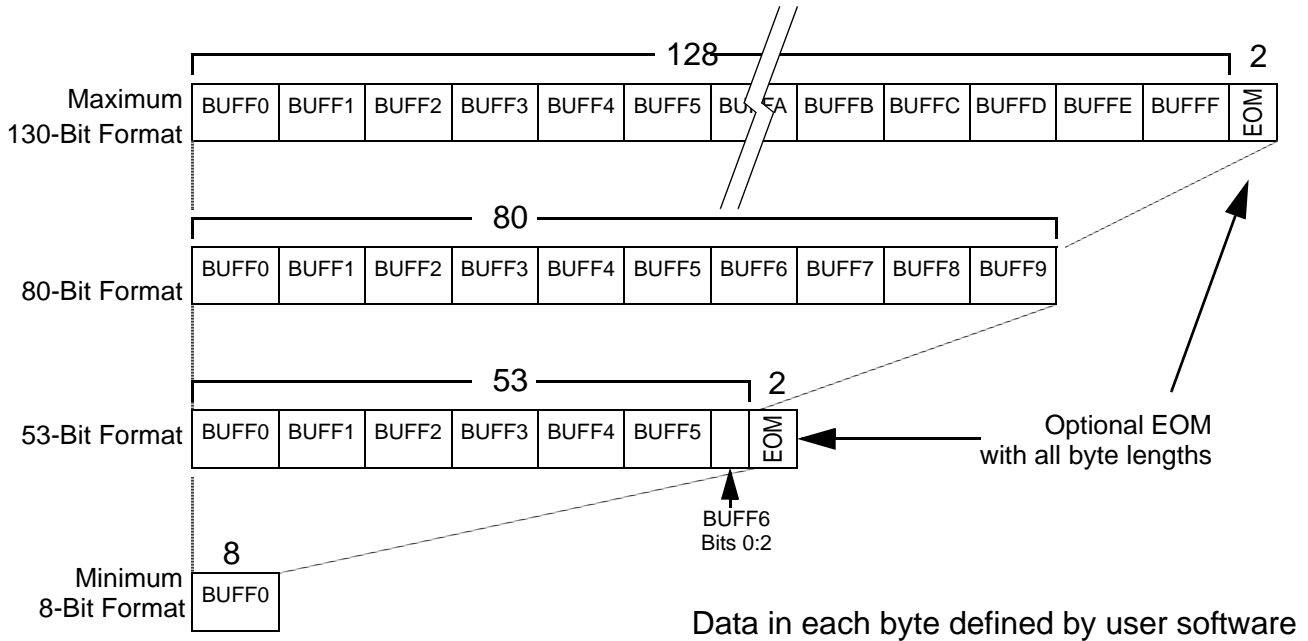 128
2
Maximum
130-Bit Format
BUFF0 BUFF1 BUFF2 BUFF3 BUFF4 BUFF5 BUFFA BUFFB BUFFC BUFFD BUFFE BUFFF EOM
80
80-Bit Format
BUFF0 BUFF1 BUFF2 BUFF3 BUFF4 BUFF5 BUFF6 BUFF7 BUFF8 BUFF9
53
2
53-Bit Format
BUFF0 BUFF1 BUFF2 BUFF3 BUFF4 BUFF5 EOM
Optional EOM
with all byte lengths
BUFF6
Bits 0:2
8
Minimum
8-Bit Format
BUFF0
Data in each byte defined by user software